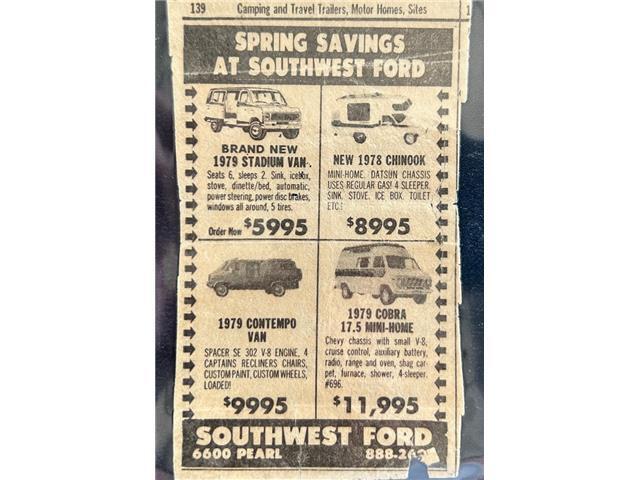 139 Camping and Travel Trailers, Motor Homes, Sites 1
SPRING SAVINGS
AT SOUTHWEST FORD
BRAND NEW
1979 STADIUM VAN
Seats 6, sleeps 2. Sink, icebox,
stove, dinette/bed, automatic,
power steering, power disc brakes,
windows all around, 5 tires.
Order Now $5995
NEW 1978 CHINOOK
MINI-HOME. DATSUN CHASSIS
USES REGULAR GAS! 4 SLEEPER.
SINK, STOVE, ICE BOX, TOILET
ETC.!
$8995
1979 CONTEMPO
VAN
SPACER SE 302 V-8 ENGINE, 4
CAPTAINS RECLINERS CHAIRS,
CUSTOM PAINT, CUSTOM WHEELS,
LOADED!
$9995
1979 COBRA
17.5 MINI-HOME
Chevy chassis with small V-8,
cruise control, auxiliary battery,
radio, range and oven, shag car-
pet, furnace, shower, 4-sleeper.
#696.
$11,995
SOUTHWEST FORD
6600 PEARL 888-26